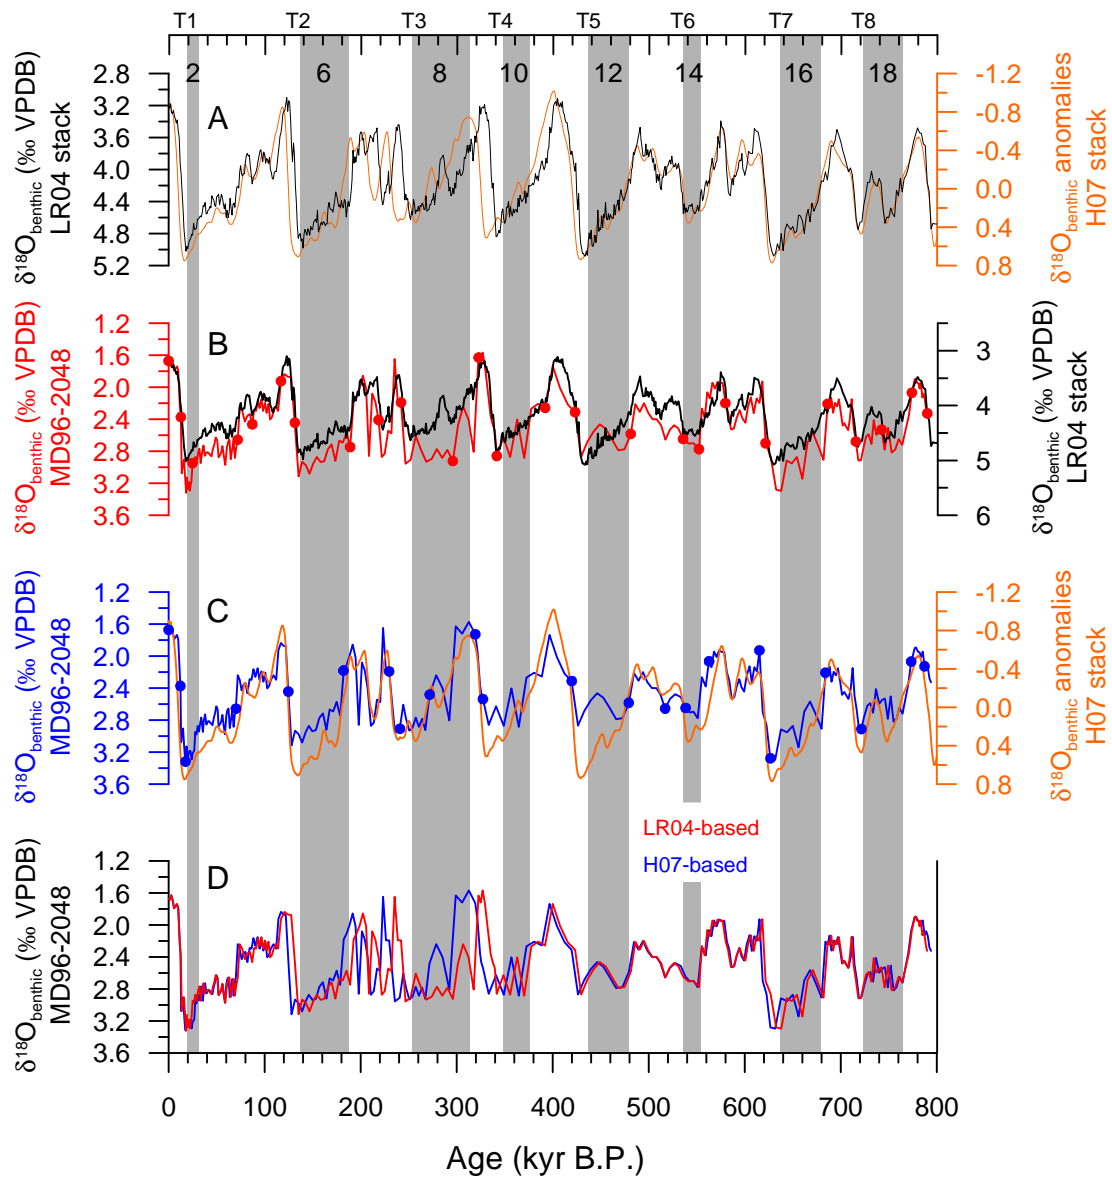 T1 T2 T3 T4 T5 T6 T7 T8
2 6 8 10 12 14 16 18
A
δ18Obenthic (‰ VPDB)
LR04 stack
2.8
3.2
3.6
4.0
4.4
4.8
5.2
-1.2
-0.8
-0.4
0.0
0.4
0.8
δ18Obenthic anomalies
H07 stack
B
δ18Obenthic (‰ VPDB)
MD96-2048
1.2
1.6
2.0
2.4
2.8
3.2
3.6
3
4
5
6
δ18Obenthic (‰ VPDB)
LR04 stack
C
δ18Obenthic (‰ VPDB)
MD96-2048
1.2
1.6
2.0
2.4
2.8
3.2
3.6
-1.2
-0.8
-0.4
0.0
0.4
0.8
δ18Obenthic anomalies
H07 stack
LR04-based
H07-based
D
δ18Obenthic (‰ VPDB)
MD96-2048
1.2
1.6
2.0
2.4
2.8
3.2
3.6
0 100 200 300 400 500 600 700 800
Age (kyr B.P.)